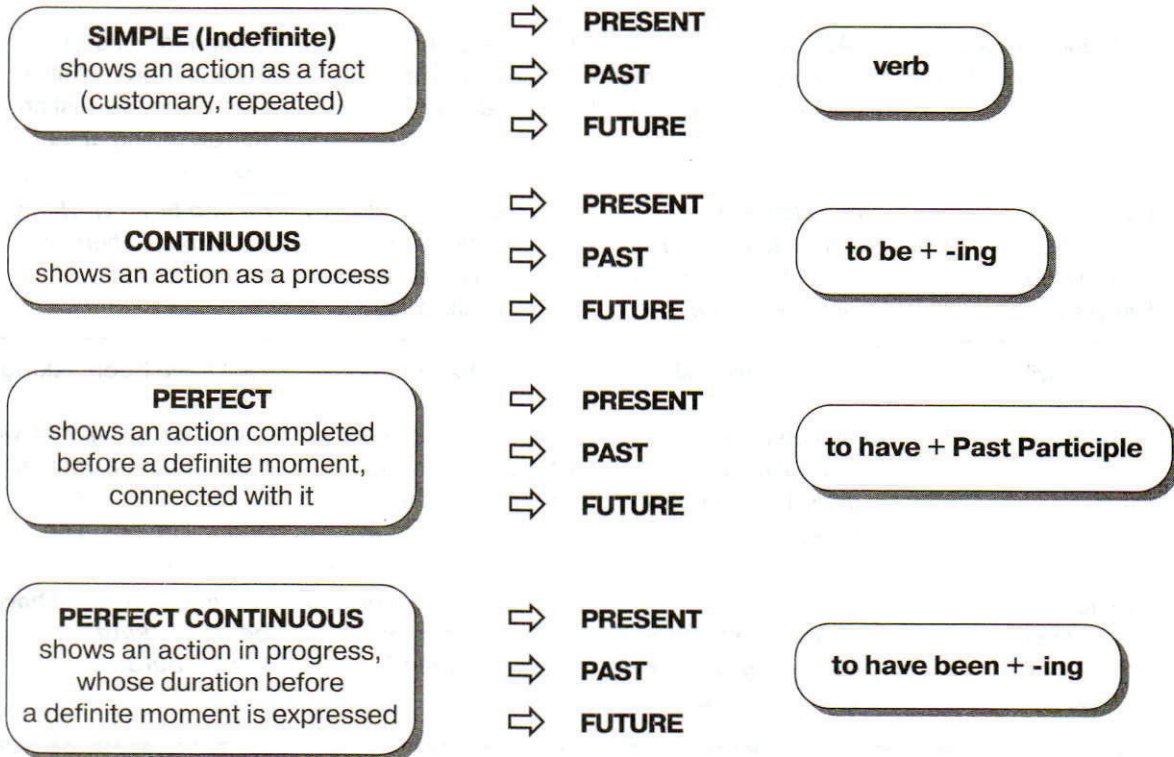 SIMPLE (Indefinite)
shows an action as a fact
(customary, repeated)
PRESENT
PAST
FUTURE
verb
CONTINUOUS
shows an action as a process
PRESENT
PAST
FUTURE
to be + -ing
PERFECT
shows an action completed
before a definite moment,
connected with it
PRESENT
PAST
FUTURE
to have + Past Participle
PERFECT CONTINUOUS
shows an action in progress,
whose duration before
a definite moment is expressed
PRESENT
PAST
FUTURE
to have been + -ing